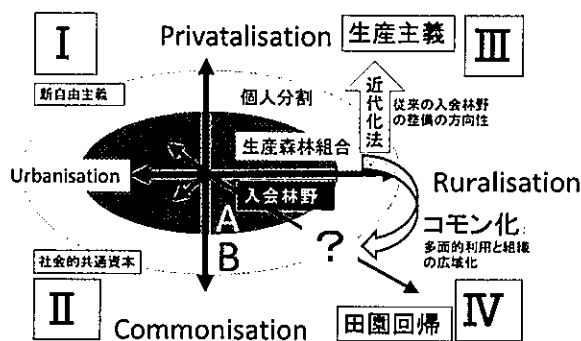 Ⅰ
Privatalisation
生産主義
Ⅲ
新自由主義
個人分割
近代化法
従来の入会林野
の整備の方向性
生産森林組合
Urbanisation
入会林野
Ruralisation
A
コモン化
B
?
多面的利用と組織
の広域化
社会的共通資本
Ⅱ
Commonisation
田園回帰
Ⅳ